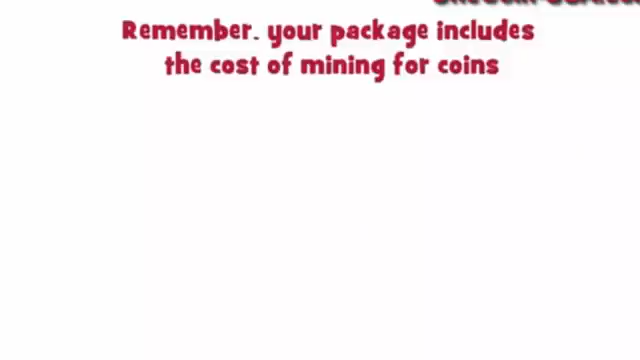 Remember. your package includes
the cost of mining for coins